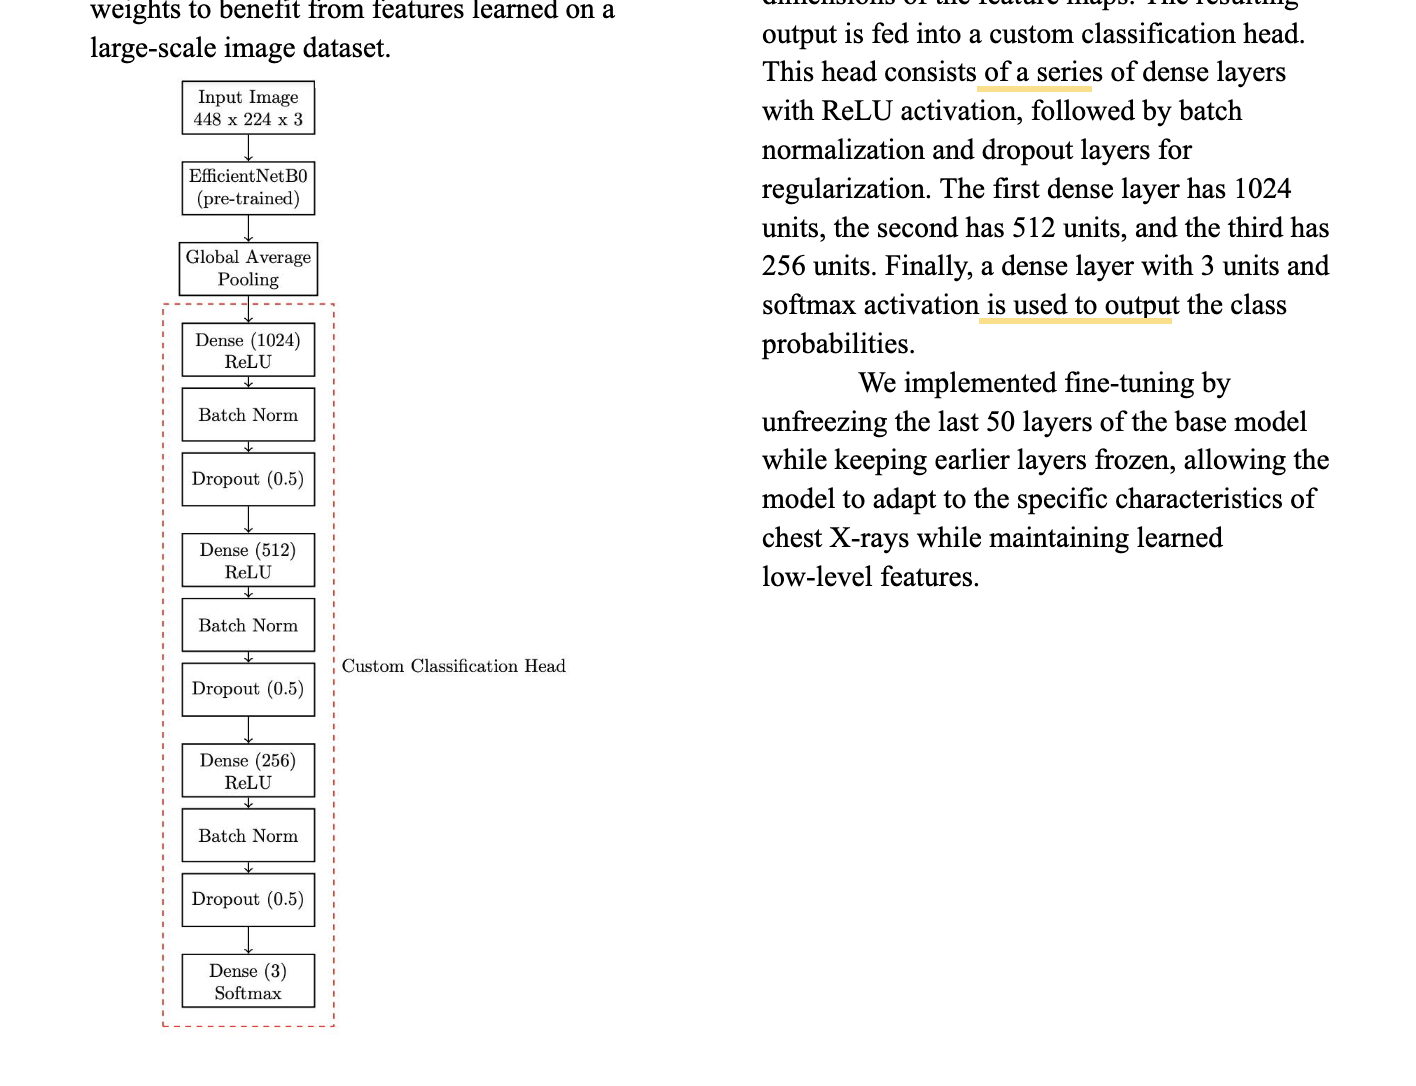 weights to benefit from features learned on a
large-scale image dataset.
Input Image
448 x 224 x 3
EfficientNetB0
(pre-trained)
Global Average
Pooling
Dense (1024)
ReLU
Batch Norm
Dropout (0.5)
Dense (512)
ReLU
Batch Norm
Dropout (0.5)
Custom Classification Head
Dense (256)
ReLU
Batch Norm
Dropout (0.5)
Dense (3)
Softmax
dimensions of the feature maps. The resulting
output is fed into a custom classification head.
This head consists of a series of dense layers
with ReLU activation, followed by batch
normalization and dropout layers for
regularization. The first dense layer has 1024
units, the second has 512 units, and the third has
256 units. Finally, a dense layer with 3 units and
softmax activation is used to output the class
probabilities.
We implemented fine-tuning by
unfreezing the last 50 layers of the base model
while keeping earlier layers frozen, allowing the
model to adapt to the specific characteristics of
chest X-rays while maintaining learned
low-level features.